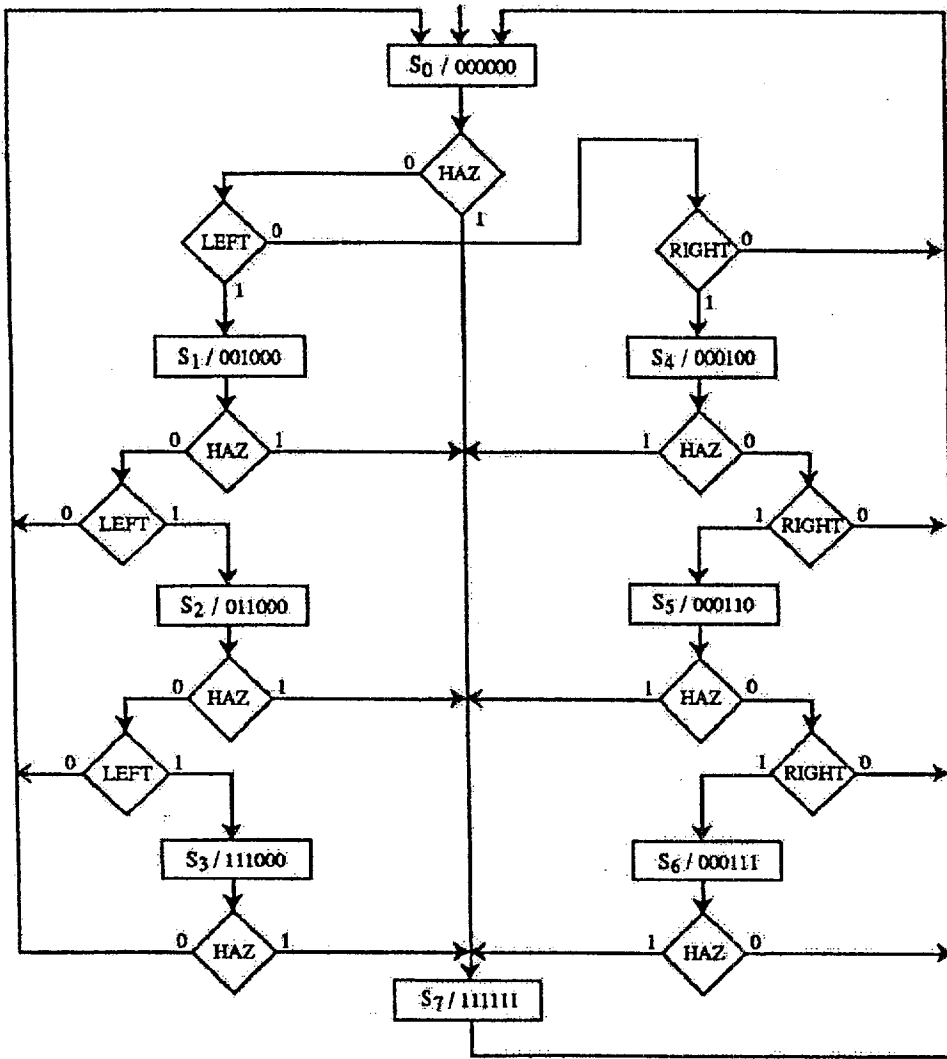 S0 / 000000
HAZ
0
1
LEFT
0
1
RIGHT
0
1
S1 / 001000
S4 / 000100
0
HAZ
1
1
HAZ
0
0
LEFT
1
1
RIGHT
0
S2 / 011000
S5 / 000110
0
HAZ
1
1
HAZ
0
0
LEFT
1
1
RIGHT
0
S3 / 111000
S6 / 000111
0
HAZ
1
1
HAZ
0
S7 / 111111